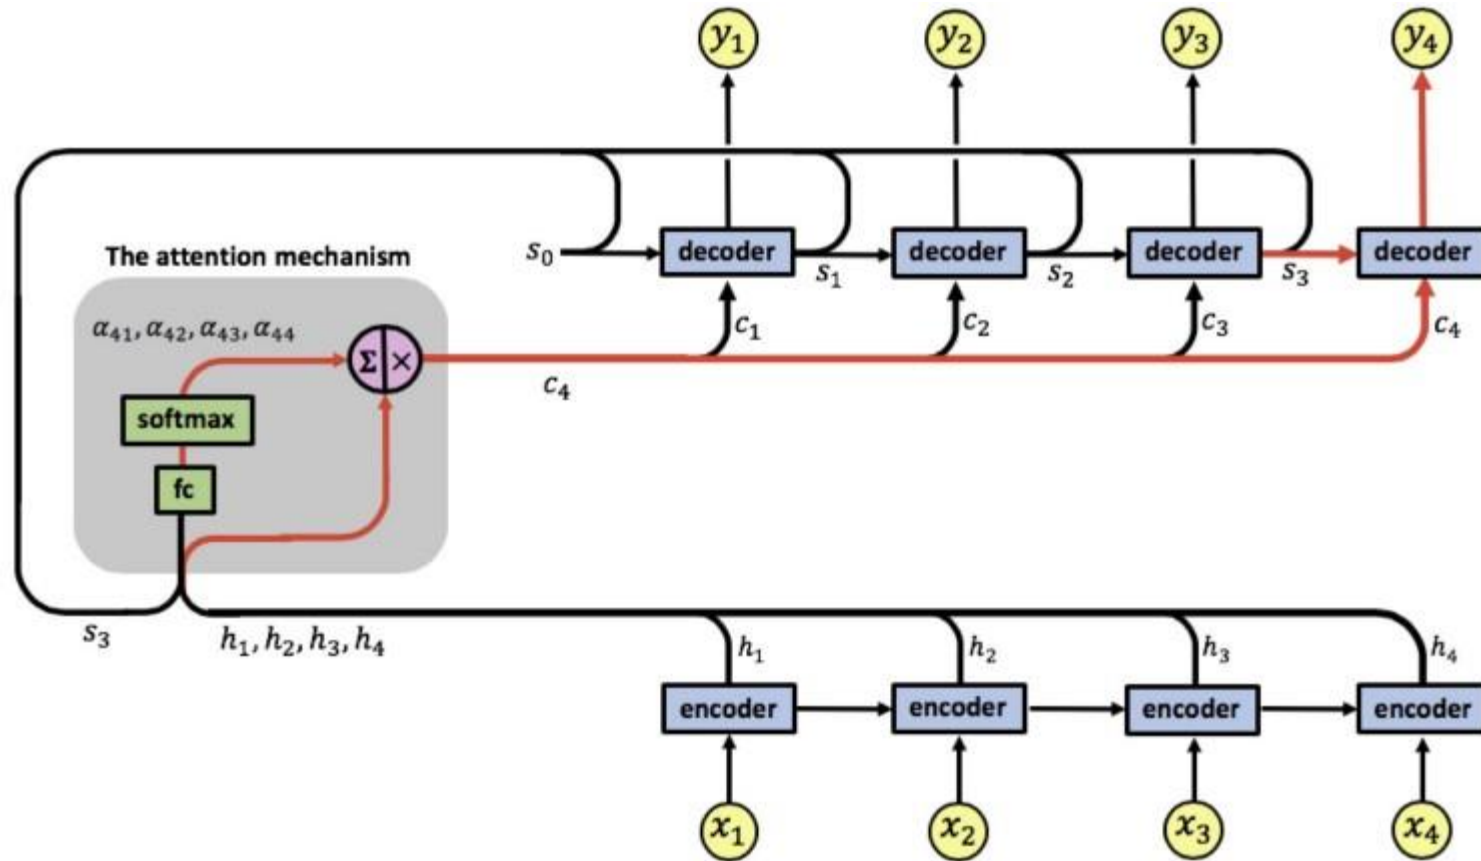 y₁ y₂ y₃ y₄
s₀ decoder s₁ decoder s₂ decoder s₃ decoder
The attention mechanism
c₁ c₂ c₃ c₄
α₄₁, α₄₂, α₄₃, α₄₄
Σ ×
c₄
softmax
fc
s₃
h₁, h₂, h₃, h₄
h₁ h₂ h₃ h₄
encoder encoder encoder encoder
x₁ x₂ x₃ x₄